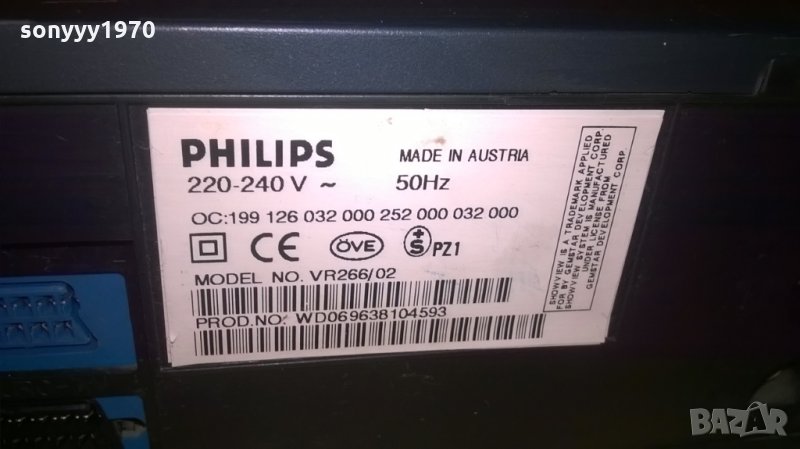 sonyyy1970
PHILIPS MADE IN AUSTRIA
220-240 V ~ 50Hz
OC:199 126 032 000 252 000 032 000
CE ÖVE +S PZ1
MODEL NO. VR266/02
PROD.NO: WD069638104593
SHOWVIEW IS A TRADEMARK APPLIED
FOR BY GEMSTAR DEVELOPMENT CORP.
SHOWVIEW SYSTEM IS MANUFACTURED
UNDER LICENSE FROM
GEMSTAR DEVELOPMENT CORP.
BAZAR